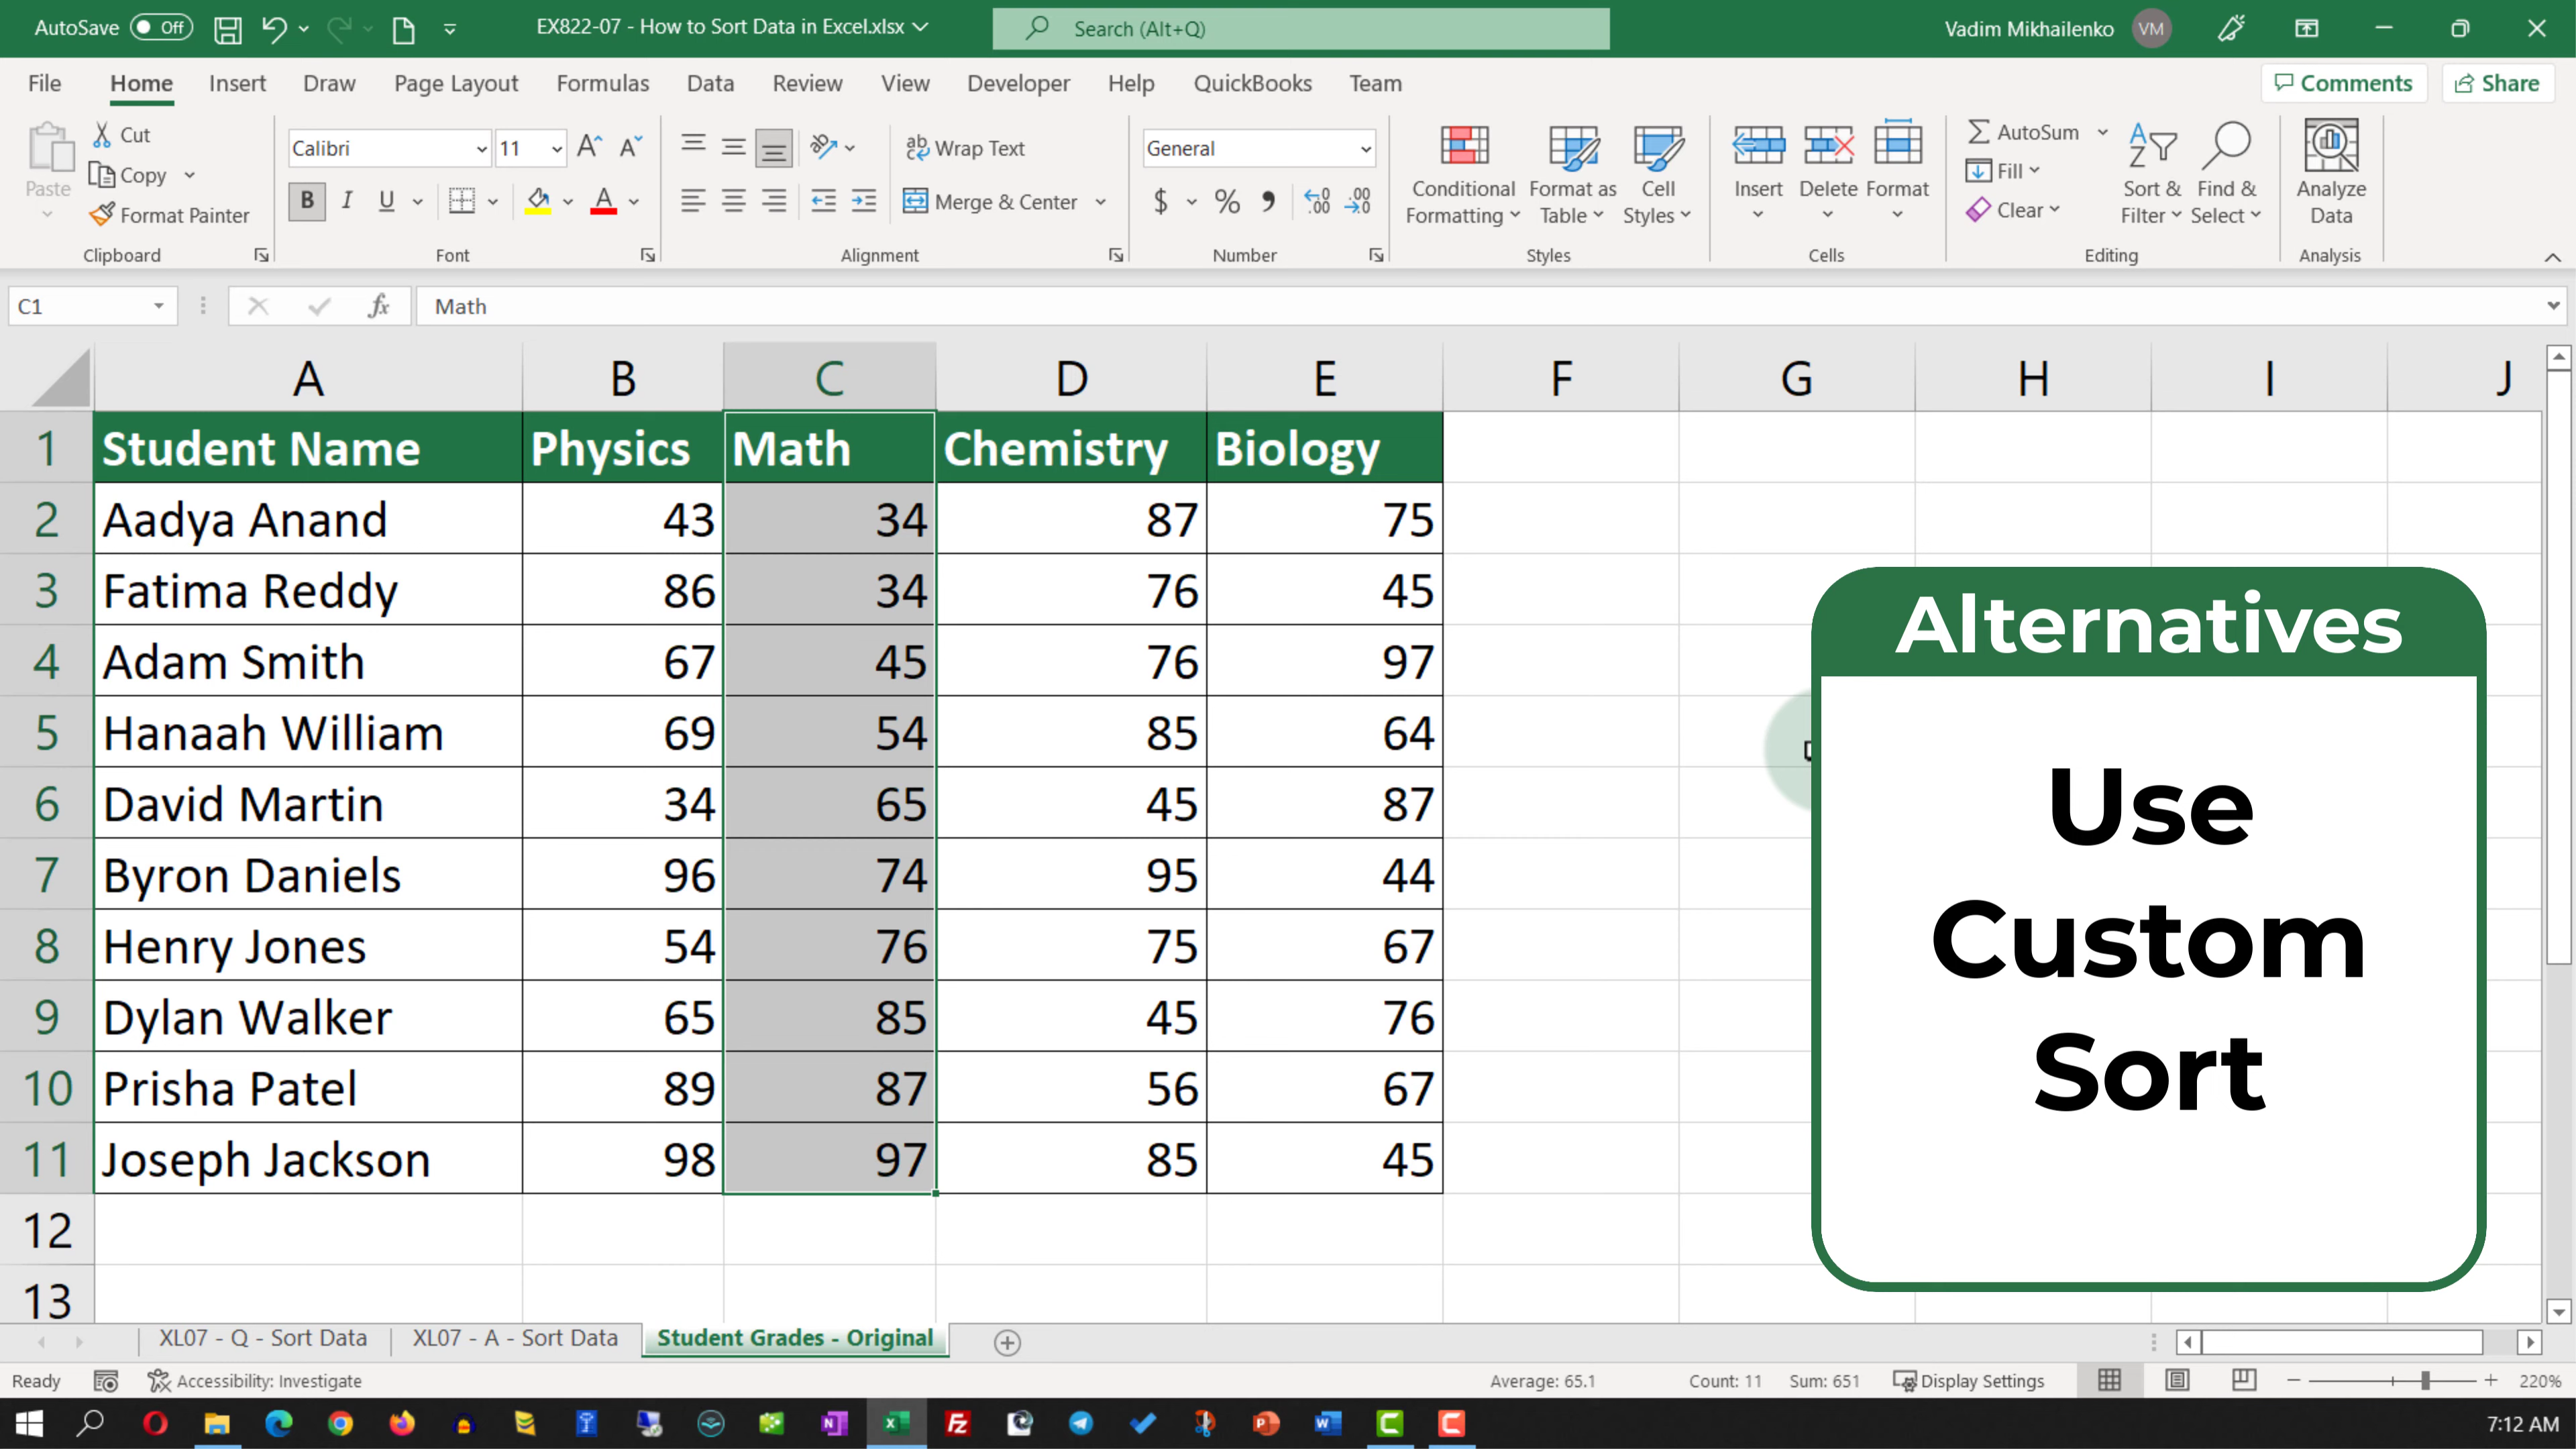 AutoSave Off EX822-07 - How to Sort Data in Excel.xlsx Search (Alt+Q) Vadim Mikhailenko VM
File Home Insert Draw Page Layout Formulas Data Review View Developer Help QuickBooks Team Comments Share
Paste Cut Copy Format Painter
Clipboard
Calibri 11
B I U A
Font
Wrap Text
Merge & Center
Alignment
General
$ % 9
Number
Conditional Formatting Format as Table Cell Styles
Styles
Insert Delete Format
Cells
AutoSum Fill Clear Sort & Filter Find & Select
Editing
Analyze Data
Analysis
C1 fx Math
A B C D E F G H I J
1 Student Name Physics Math Chemistry Biology
2 Aadya Anand 43 34 87 75
3 Fatima Reddy 86 34 76 45
4 Adam Smith 67 45 76 97
5 Hanaah William 69 54 85 64
6 David Martin 34 65 45 87
7 Byron Daniels 96 74 95 44
8 Henry Jones 54 76 75 67
9 Dylan Walker 65 85 45 76
10 Prisha Patel 89 87 56 67
11 Joseph Jackson 98 97 85 45
12
13
Alternatives
Use
Custom
Sort
XL07 - Q - Sort Data XL07 - A - Sort Data Student Grades - Original
Ready Accessibility: Investigate Average: 65.1 Count: 11 Sum: 651 Display Settings 220%
7:12 AM